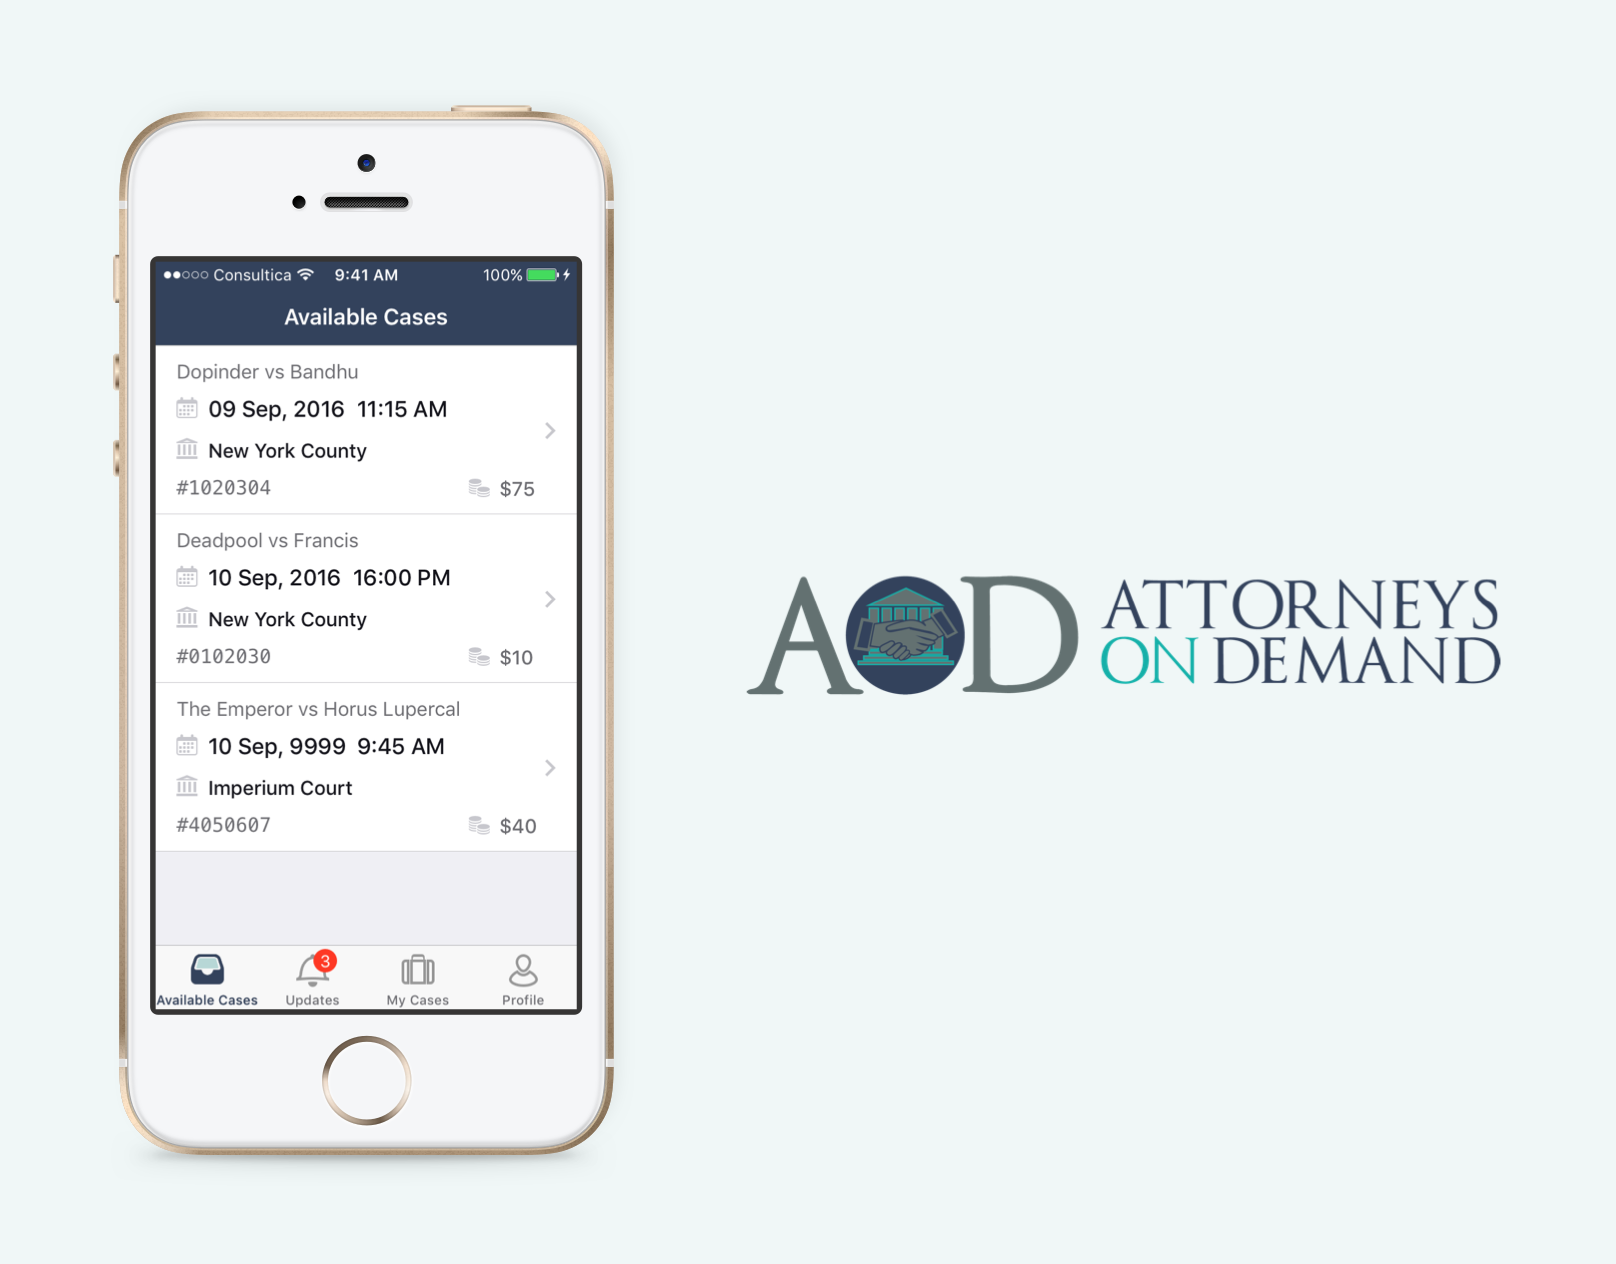 Consultica 9:41 AM 100%
Available Cases
Dopinder vs Bandhu
09 Sep, 2016 11:15 AM
New York County
#1020304 $75
Deadpool vs Francis
10 Sep, 2016 16:00 PM
New York County
#0102030 $10
The Emperor vs Horus Lupercal
10 Sep, 9999 9:45 AM
Imperium Court
#4050607 $40
3
Available Cases Updates My Cases Profile
AOD
ATTORNEYS
ON DEMAND